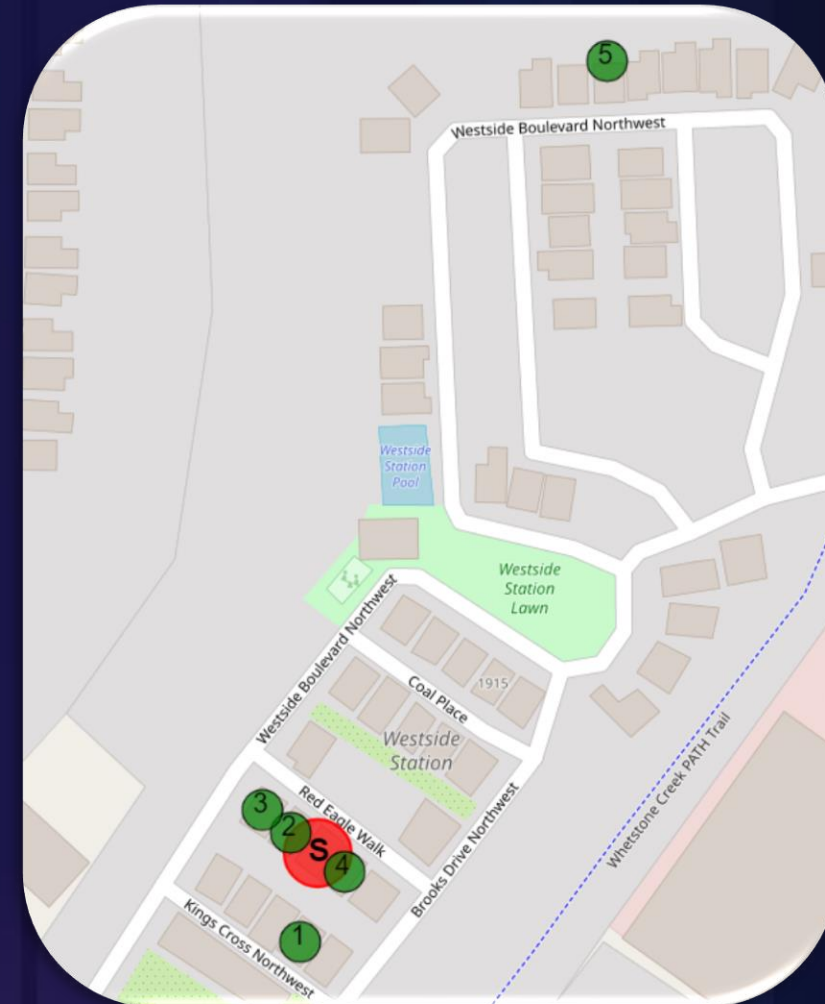 5
Westside Boulevard Northwest
Westside
Station
Pool
Westside
Station
Lawn
Westside Boulevard Northwest
1915
Coal Place
Westside
Station
Whetstone Creek PATH Trail
Red Eagle Walk
3
2
S
4
Brooks Drive Northwest
1
Kings Cross Northwest